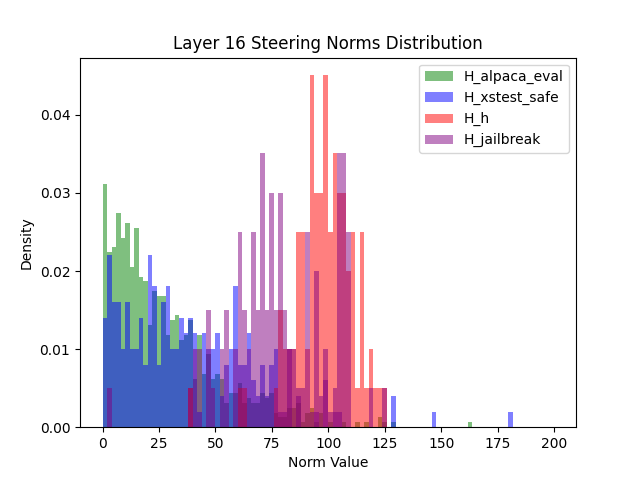 Layer 16 Steering Norms Distribution
H_alpaca_eval
H_xstest_safe
H_h
H_jailbreak
Density
0.04
0.03
0.02
0.01
0.00
0 25 50 75 100 125 150 175 200
Norm Value